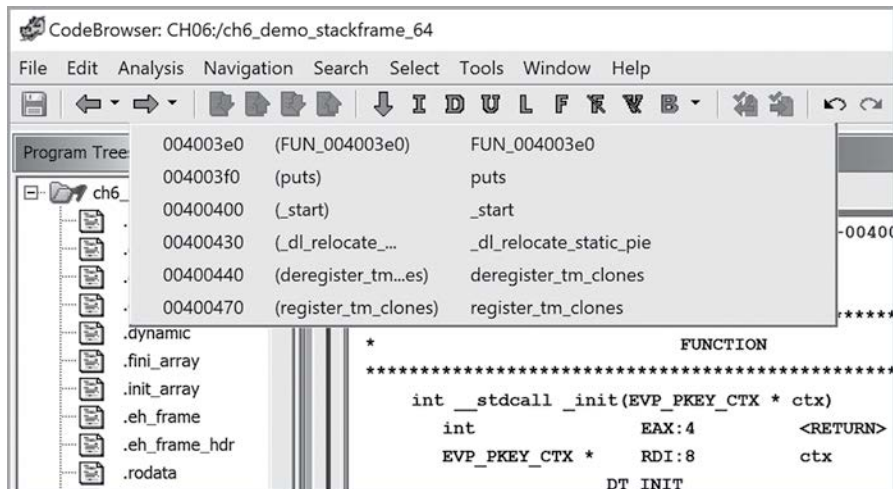 CodeBrowser: CH06:/ch6_demo_stackframe_64
File Edit Analysis Navigation Search Select Tools Window Help
I D U L F B
Program Tree
004003e0 (FUN_004003e0) FUN_004003e0
004003f0 (puts) puts
00400400 (_start) _start
00400430 (_dl_relocate_... _dl_relocate_static_pie
00400440 (deregister_tm...es) deregister_tm_clones
00400470 (register_tm_clones) register_tm_clones
ch6_
-00400
*****
.dynamic
.fini_array
.init_array
.eh_frame
.eh_frame_hdr
.rodata
* FUNCTION
****************************************************
int __stdcall _init(EVP_PKEY_CTX * ctx)
int EAX:4 <RETURN>
EVP_PKEY_CTX * RDI:8 ctx
DT_INIT